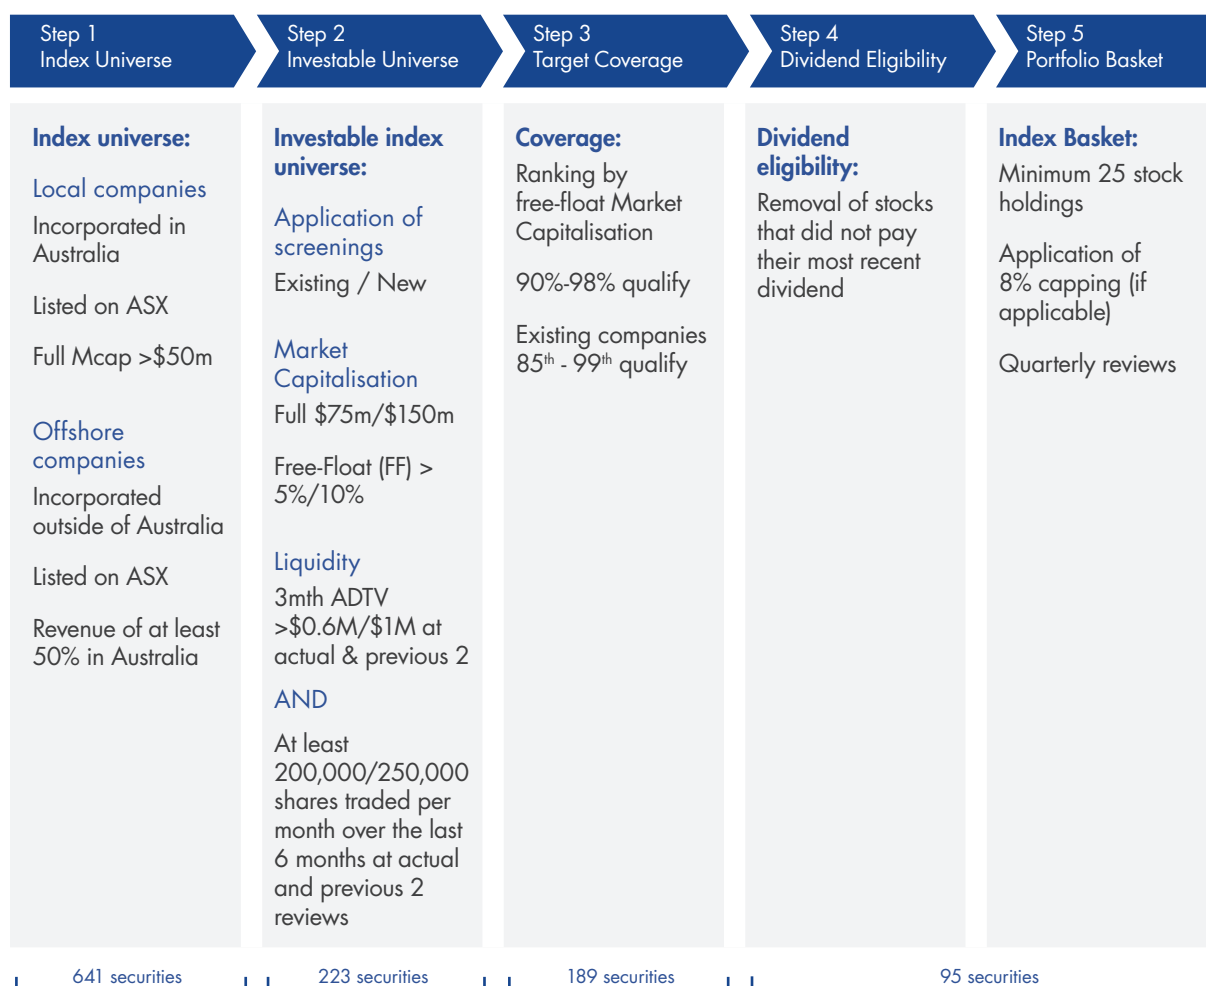 Step 1
Index Universe
Step 2
Investable Universe
Step 3
Target Coverage
Step 4
Dividend Eligibility
Step 5
Portfolio Basket
Index universe:
Local companies
Incorporated in
Australia
Listed on ASX
Full Mcap >$50m
Offshore
companies
Incorporated
outside of Australia
Listed on ASX
Revenue of at least
50% in Australia
Investable index
universe:
Application of
screenings
Existing / New
Market
Capitalisation
Full $75m/$150m
Free-Float (FF) >
5%/10%
Liquidity
3mth ADTV
>$0.6M/$1M at
actual & previous 2
AND
At least
200,000/250,000
shares traded per
month over the last
6 months at actual
and previous 2
reviews
Coverage:
Ranking by
free-float Market
Capitalisation
90%-98% qualify
Existing companies
85th - 99th qualify
Dividend
eligibility:
Removal of stocks
that did not pay
their most recent
dividend
Index Basket:
Minimum 25 stock
holdings
Application of
8% capping (if
applicable)
Quarterly reviews
641 securities
223 securities
189 securities
95 securities